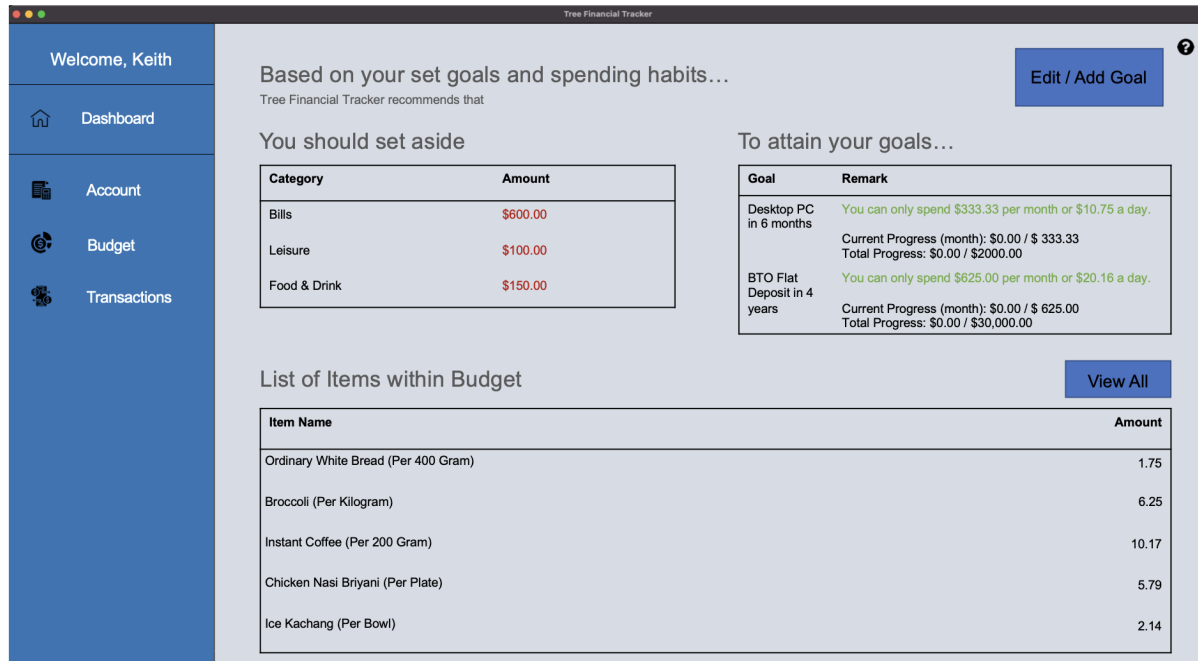 Tree Financial Tracker
Welcome, Keith
Dashboard
Account
Budget
Transactions
?
Based on your set goals and spending habits…
Tree Financial Tracker recommends that
Edit / Add Goal
You should set aside
Category Amount
Bills $600.00
Leisure $100.00
Food & Drink $150.00
To attain your goals…
Goal Remark
Desktop PC
in 6 months
You can only spend $333.33 per month or $10.75 a day.
Current Progress (month): $0.00 / $ 333.33
Total Progress: $0.00 / $2000.00
BTO Flat
Deposit in 4
years
You can only spend $625.00 per month or $20.16 a day.
Current Progress (month): $0.00 / $ 625.00
Total Progress: $0.00 / $30,000.00
List of Items within Budget
View All
Item Name Amount
Ordinary White Bread (Per 400 Gram) 1.75
Broccoli (Per Kilogram) 6.25
Instant Coffee (Per 200 Gram) 10.17
Chicken Nasi Briyani (Per Plate) 5.79
Ice Kachang (Per Bowl) 2.14